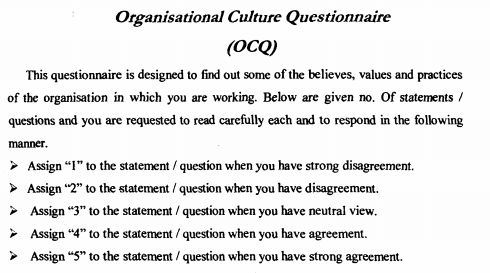 Organisational Culture Questionnaire
(OCQ)
This questionnaire is designed to find out some of the believes, values and practices
of the organisation in which you are working. Below are given no. Of statements /
questions and you are requested to read carefully each and to respond in the following
manner.
➢ Assign “1” to the statement / question when you have strong disagreement.
➢ Assign “2” to the statement / question when you have disagreement.
➢ Assign “3” to the statement / question when you have neutral view.
➢ Assign “4” to the statement / question when you have agreement.
➢ Assign “5” to the statement / question when you have strong agreement.